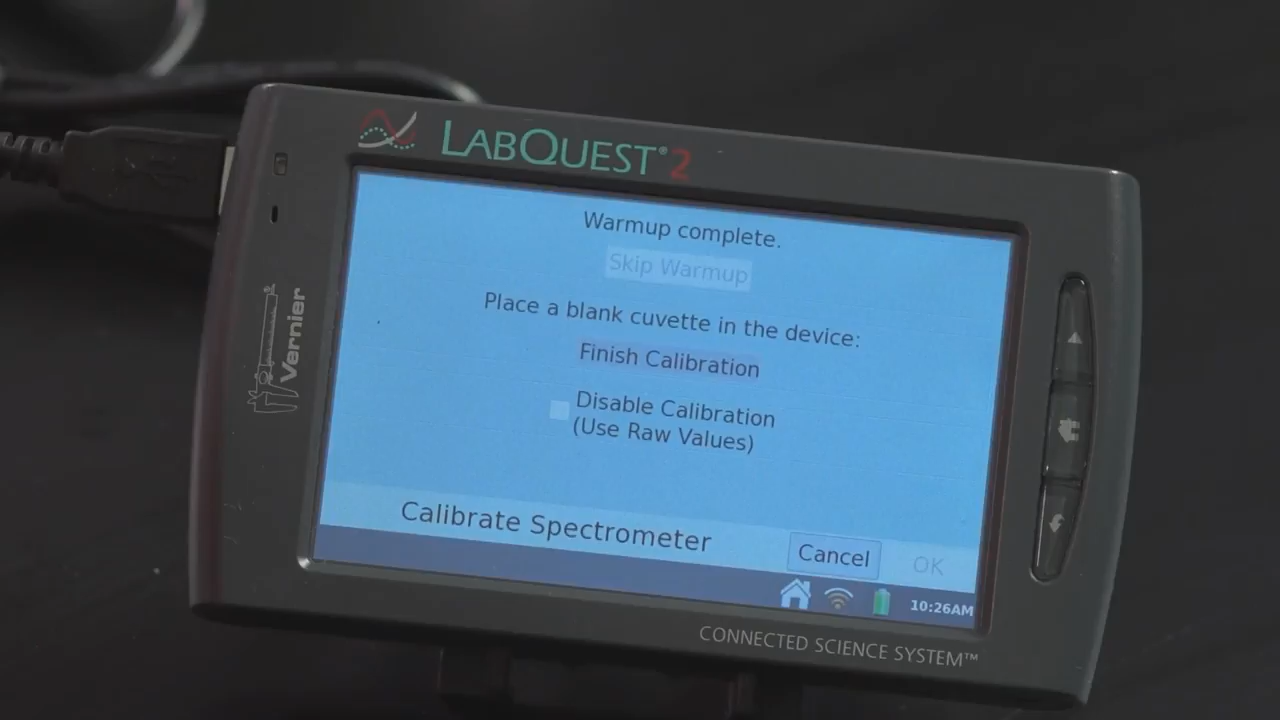 LABQUEST® 2
Vernier
Warmup complete.
Skip Warmup
Place a blank cuvette in the device:
Finish Calibration
Disable Calibration
(Use Raw Values)
Calibrate Spectrometer
Cancel
OK
10:26AM
CONNECTED SCIENCE SYSTEM™